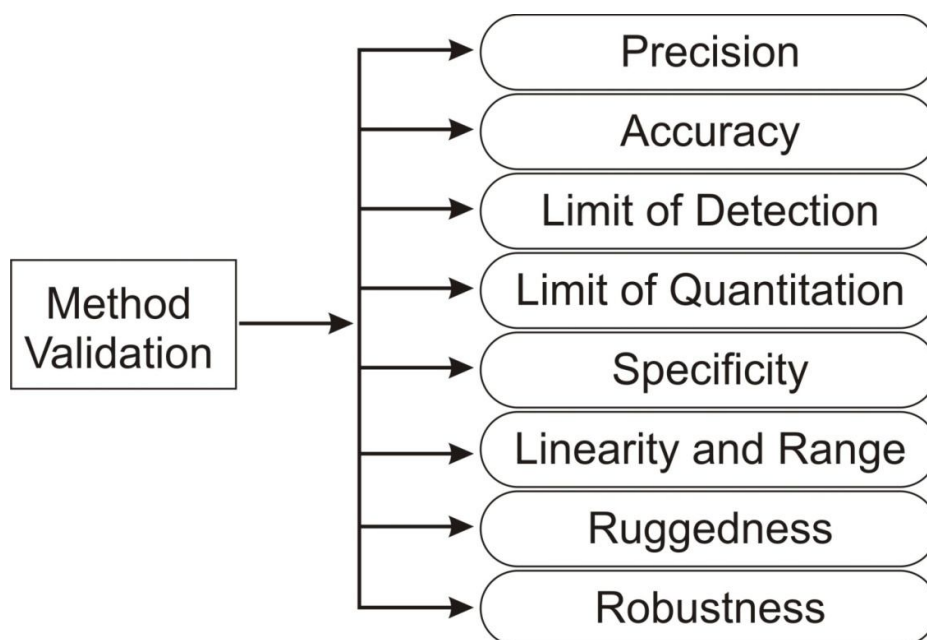 Precision
Accuracy
Limit of Detection
Limit of Quantitation
Method
Validation
Specificity
Linearity and Range
Ruggedness
Robustness